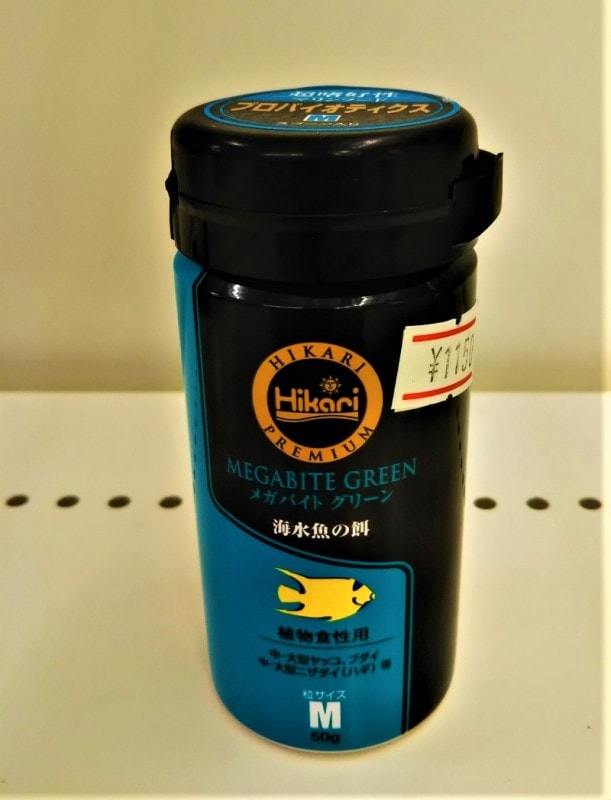 プロバイオティクス
M
¥1150
HIKARI
Hikari
PREMIUM
MEGABITE GREEN
メガバイト グリーン
海水魚の餌
植物食性用
中-大型ヤッコ、ブダイ
中-大型ニザダイ(ハギ) 等
粒サイズ
M
50g